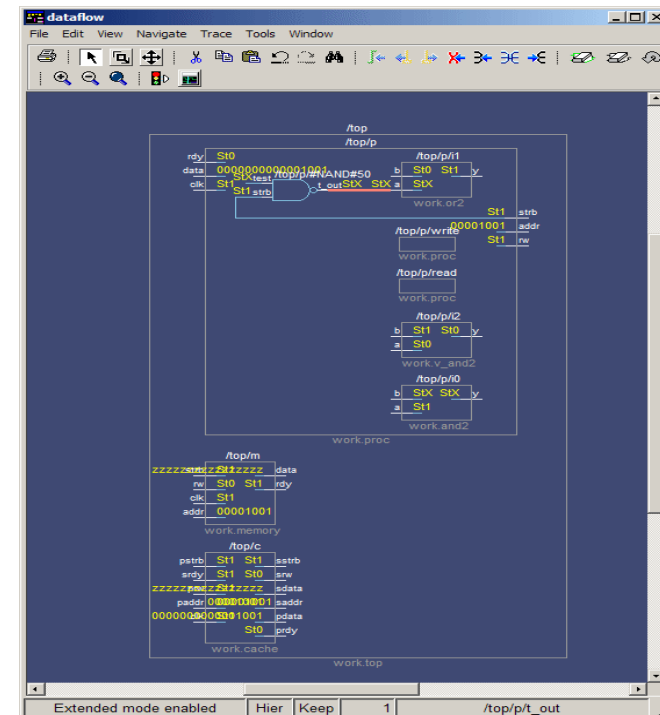 dataflow
File Edit View Navigate Trace Tools Window
/top
/top/p
rdy St0
data 0000000000001001
clk St1
StX test /top/p/#NAND#50
St1 strb
t_out StX StX a StX
/top/p/i1
b St0 St1 y
work.or2
St1 strb
00001001 addr
St1 rw
/top/p/write
work.proc
/top/p/read
work.proc
/top/p/i2
b St1 St0 y
a St0
work.v_and2
/top/p/i0
b StX StX y
a St1
work.and2
work.proc
/top/m
data
rw St0 St1 rdy
clk St1
addr 00001001
work.memory
/top/c
pstrb St1 St1 sstrb
srdy St1 St0 srw
sdata
paddr saddr
pdata
St0 prdy
work.cache
work.top
Extended mode enabled Hier Keep 1 /top/p/t_out